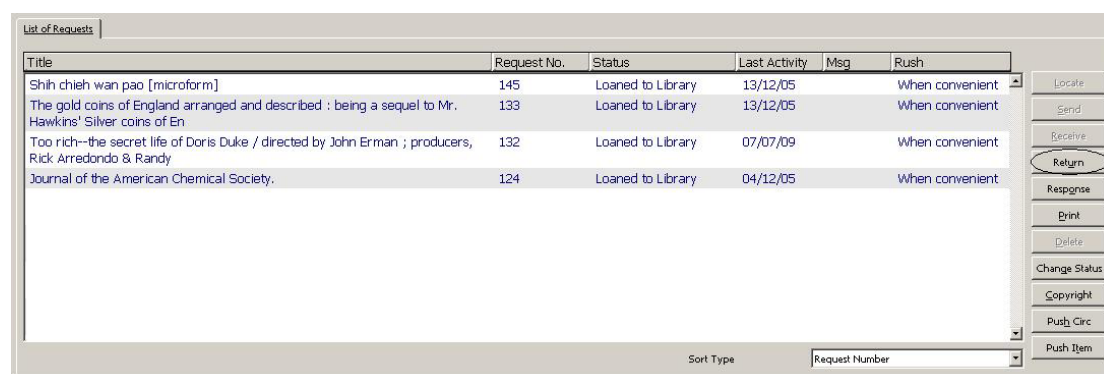 List of Requests
Title Request No. Status Last Activity Msg Rush
Shih chieh wan pao [microform] 145 Loaned to Library 13/12/05 When convenient
The gold coins of England arranged and described : being a sequel to Mr. 133 Loaned to Library 13/12/05 When convenient
Hawkins' Silver coins of En
Too rich--the secret life of Doris Duke / directed by John Erman ; producers, 132 Loaned to Library 07/07/09 When convenient
Rick Arredondo & Randy
Journal of the American Chemical Society. 124 Loaned to Library 04/12/05 When convenient
Locate
Send
Receive
Return
Response
Print
Delete
Change Status
Copyright
Push Circ
Push Item
Sort Type Request Number